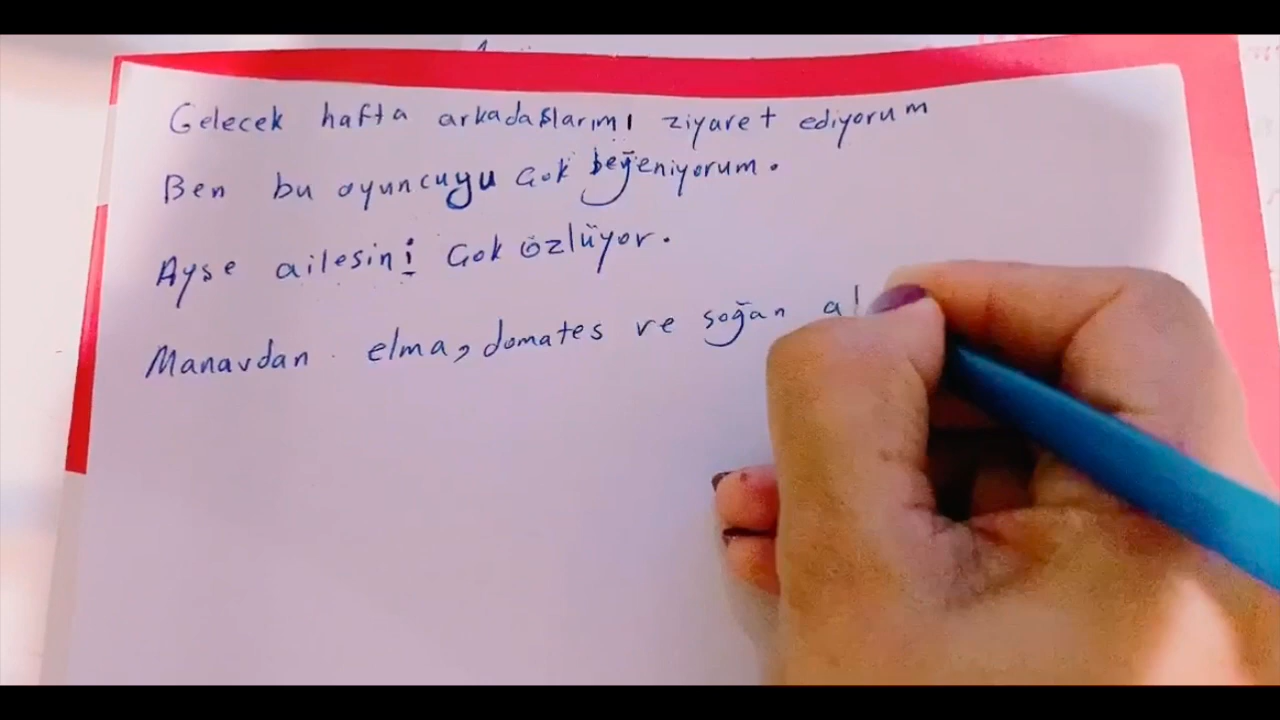 Gelecek hafta arkadaşlarımı ziyaret ediyorum
Ben bu oyuncuyu çok beğeniyorum.
Ayşe ailesini çok özlüyor.
Manavdan elma, domates ve soğan al